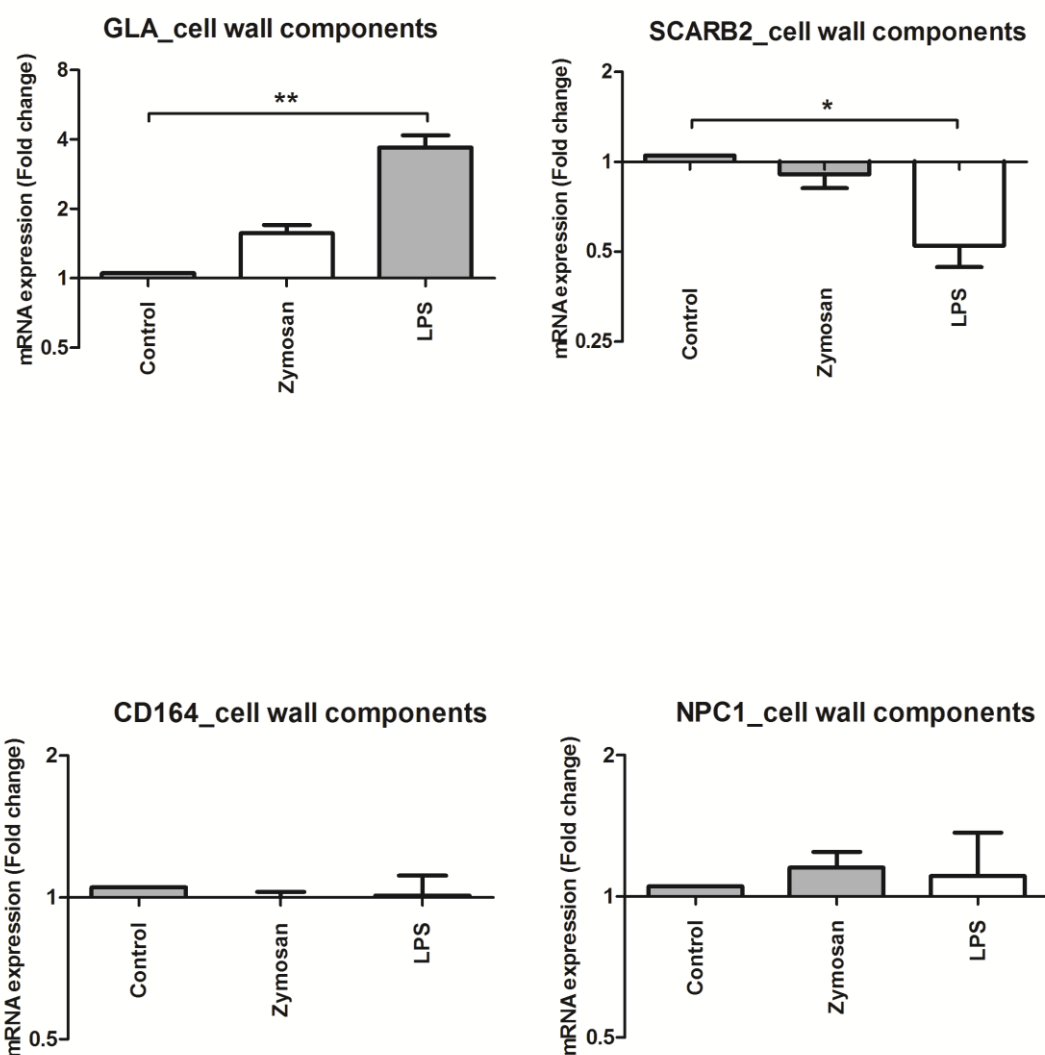 GLA_cell wall components
mRNA expression (Fold change)
8
4
2
1
0.5
**
Control
Zymosan
LPS
SCARB2_cell wall components
mRNA expression (Fold change)
2
1
0.5
0.25
*
Control
Zymosan
LPS
CD164_cell wall components
mRNA expression (Fold change)
2
1
0.5
Control
Zymosan
LPS
NPC1_cell wall components
mRNA expression (Fold change)
2
1
0.5
Control
Zymosan
LPS